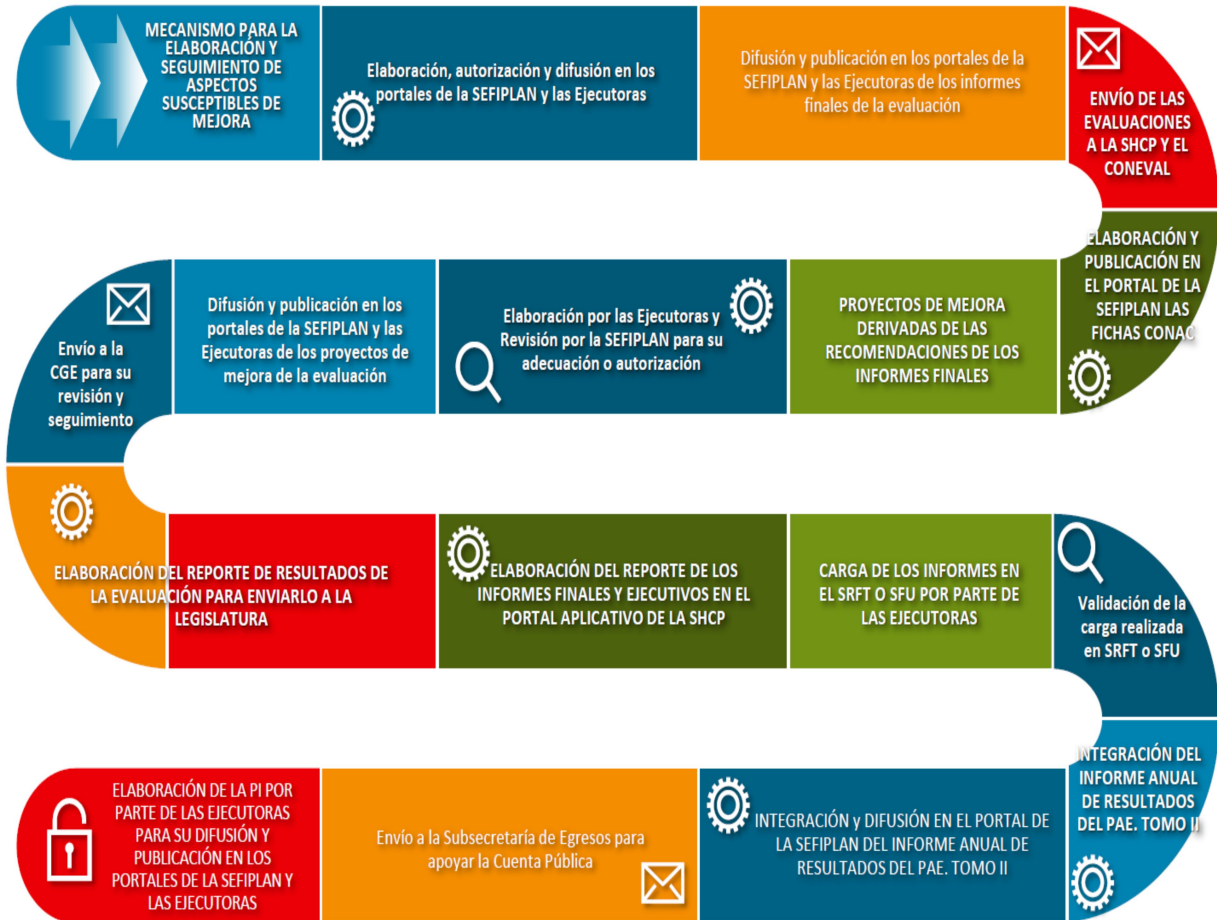 MECANISMO PARA LA
ELABORACIÓN Y
SEGUIMIENTO DE
ASPECTOS
SUSCEPTIBLES DE
MEJORA
Elaboración, autorización y difusión en los
portales de la SEFIPLAN y las Ejecutoras
Difusión y publicación en los portales de la
SEFIPLAN y las Ejecutoras de los informes
finales de la evaluación
ENVÍO DE LAS
EVALUACIONES
A LA SHCP Y EL
CONEVAL
ELABORACIÓN Y
PUBLICACIÓN EN
EL PORTAL DE LA
SEFIPLAN LAS
FICHAS CONAC
PROYECTOS DE MEJORA
DERIVADAS DE LAS
RECOMENDACIONES DE LOS
INFORMES FINALES
Elaboración por las Ejecutoras y
Revisión por la SEFIPLAN para su
adecuación o autorización
Difusión y publicación en los
portales de la SEFIPLAN y las
Ejecutoras de los proyectos de
mejora de la evaluación
Envío a la
CGE para su
revisión y
seguimiento
ELABORACIÓN DEL REPORTE DE RESULTADOS DE
LA EVALUACIÓN PARA ENVIARLO A LA
LEGISLATURA
ELABORACIÓN DEL REPORTE DE LOS
INFORMES FINALES Y EJECUTIVOS EN EL
PORTAL APLICATIVO DE LA SHCP
CARGA DE LOS INFORMES EN
EL SRFT O SFU POR PARTE DE
LAS EJECUTORAS
Validación de la
carga realizada
en SRFT o SFU
INTEGRACIÓN DEL
INFORME ANUAL
DE RESULTADOS
DEL PAE. TOMO II
INTEGRACIÓN y DIFUSIÓN EN EL PORTAL DE
LA SEFIPLAN DEL INFORME ANUAL DE
RESULTADOS DEL PAE. TOMO II
Envío a la Subsecretaría de Egresos para
apoyar la Cuenta Pública
ELABORACIÓN DE LA PI POR
PARTE DE LAS EJECUTORAS
PARA SU DIFUSIÓN Y
PUBLICACIÓN EN LOS
PORTALES DE LA SEFIPLAN Y
LAS EJECUTORAS